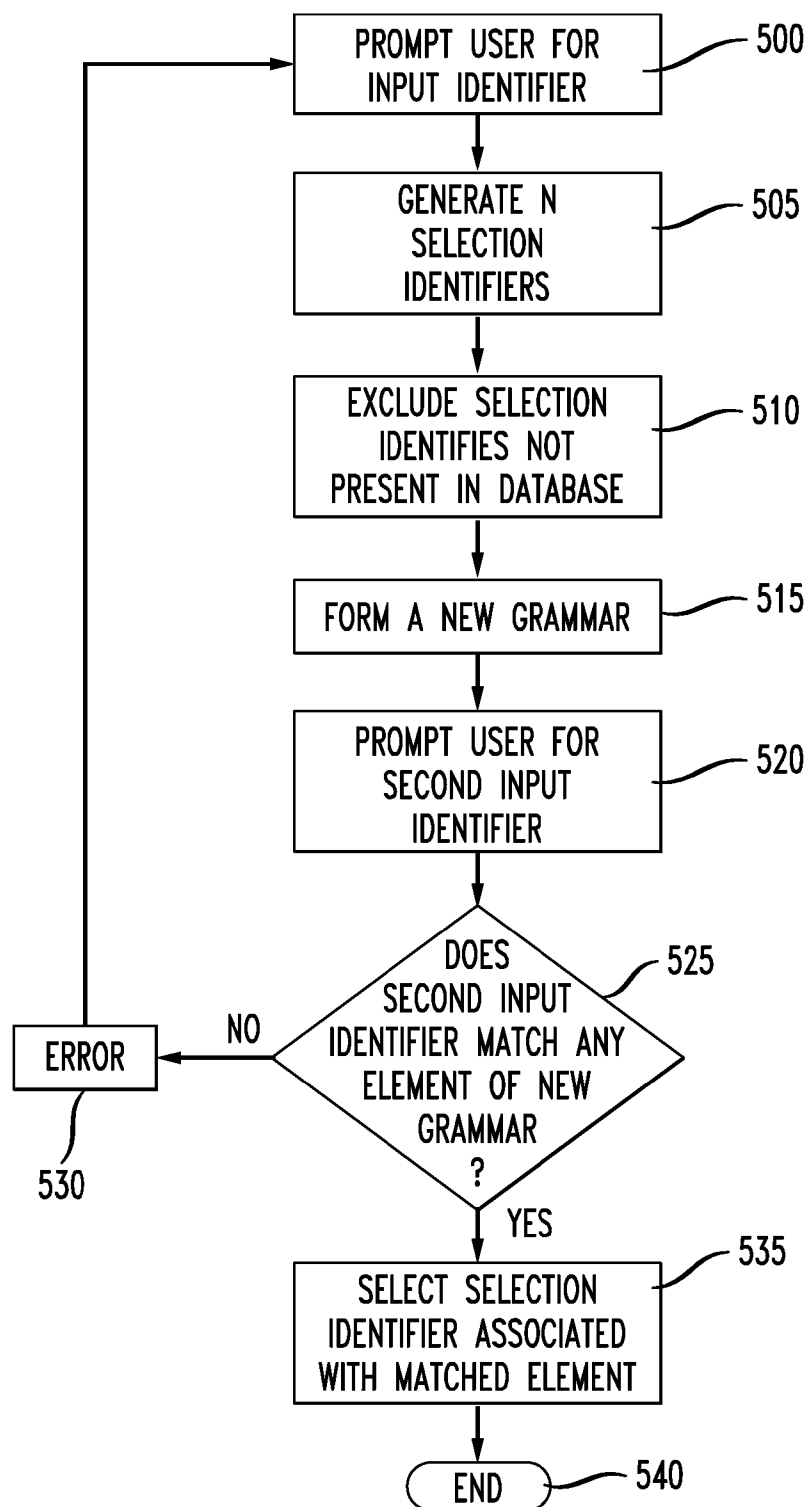 PROMPT USER FOR
INPUT IDENTIFIER
500
GENERATE N
SELECTION
IDENTIFIERS
505
EXCLUDE SELECTION
IDENTIFIES NOT
PRESENT IN DATABASE
510
FORM A NEW GRAMMAR
515
PROMPT USER FOR
SECOND INPUT
IDENTIFIER
520
DOES
SECOND INPUT
IDENTIFIER MATCH ANY
ELEMENT OF NEW
GRAMMAR
?
525
NO
ERROR
530
YES
SELECT SELECTION
IDENTIFIER ASSOCIATED
WITH MATCHED ELEMENT
535
END
540